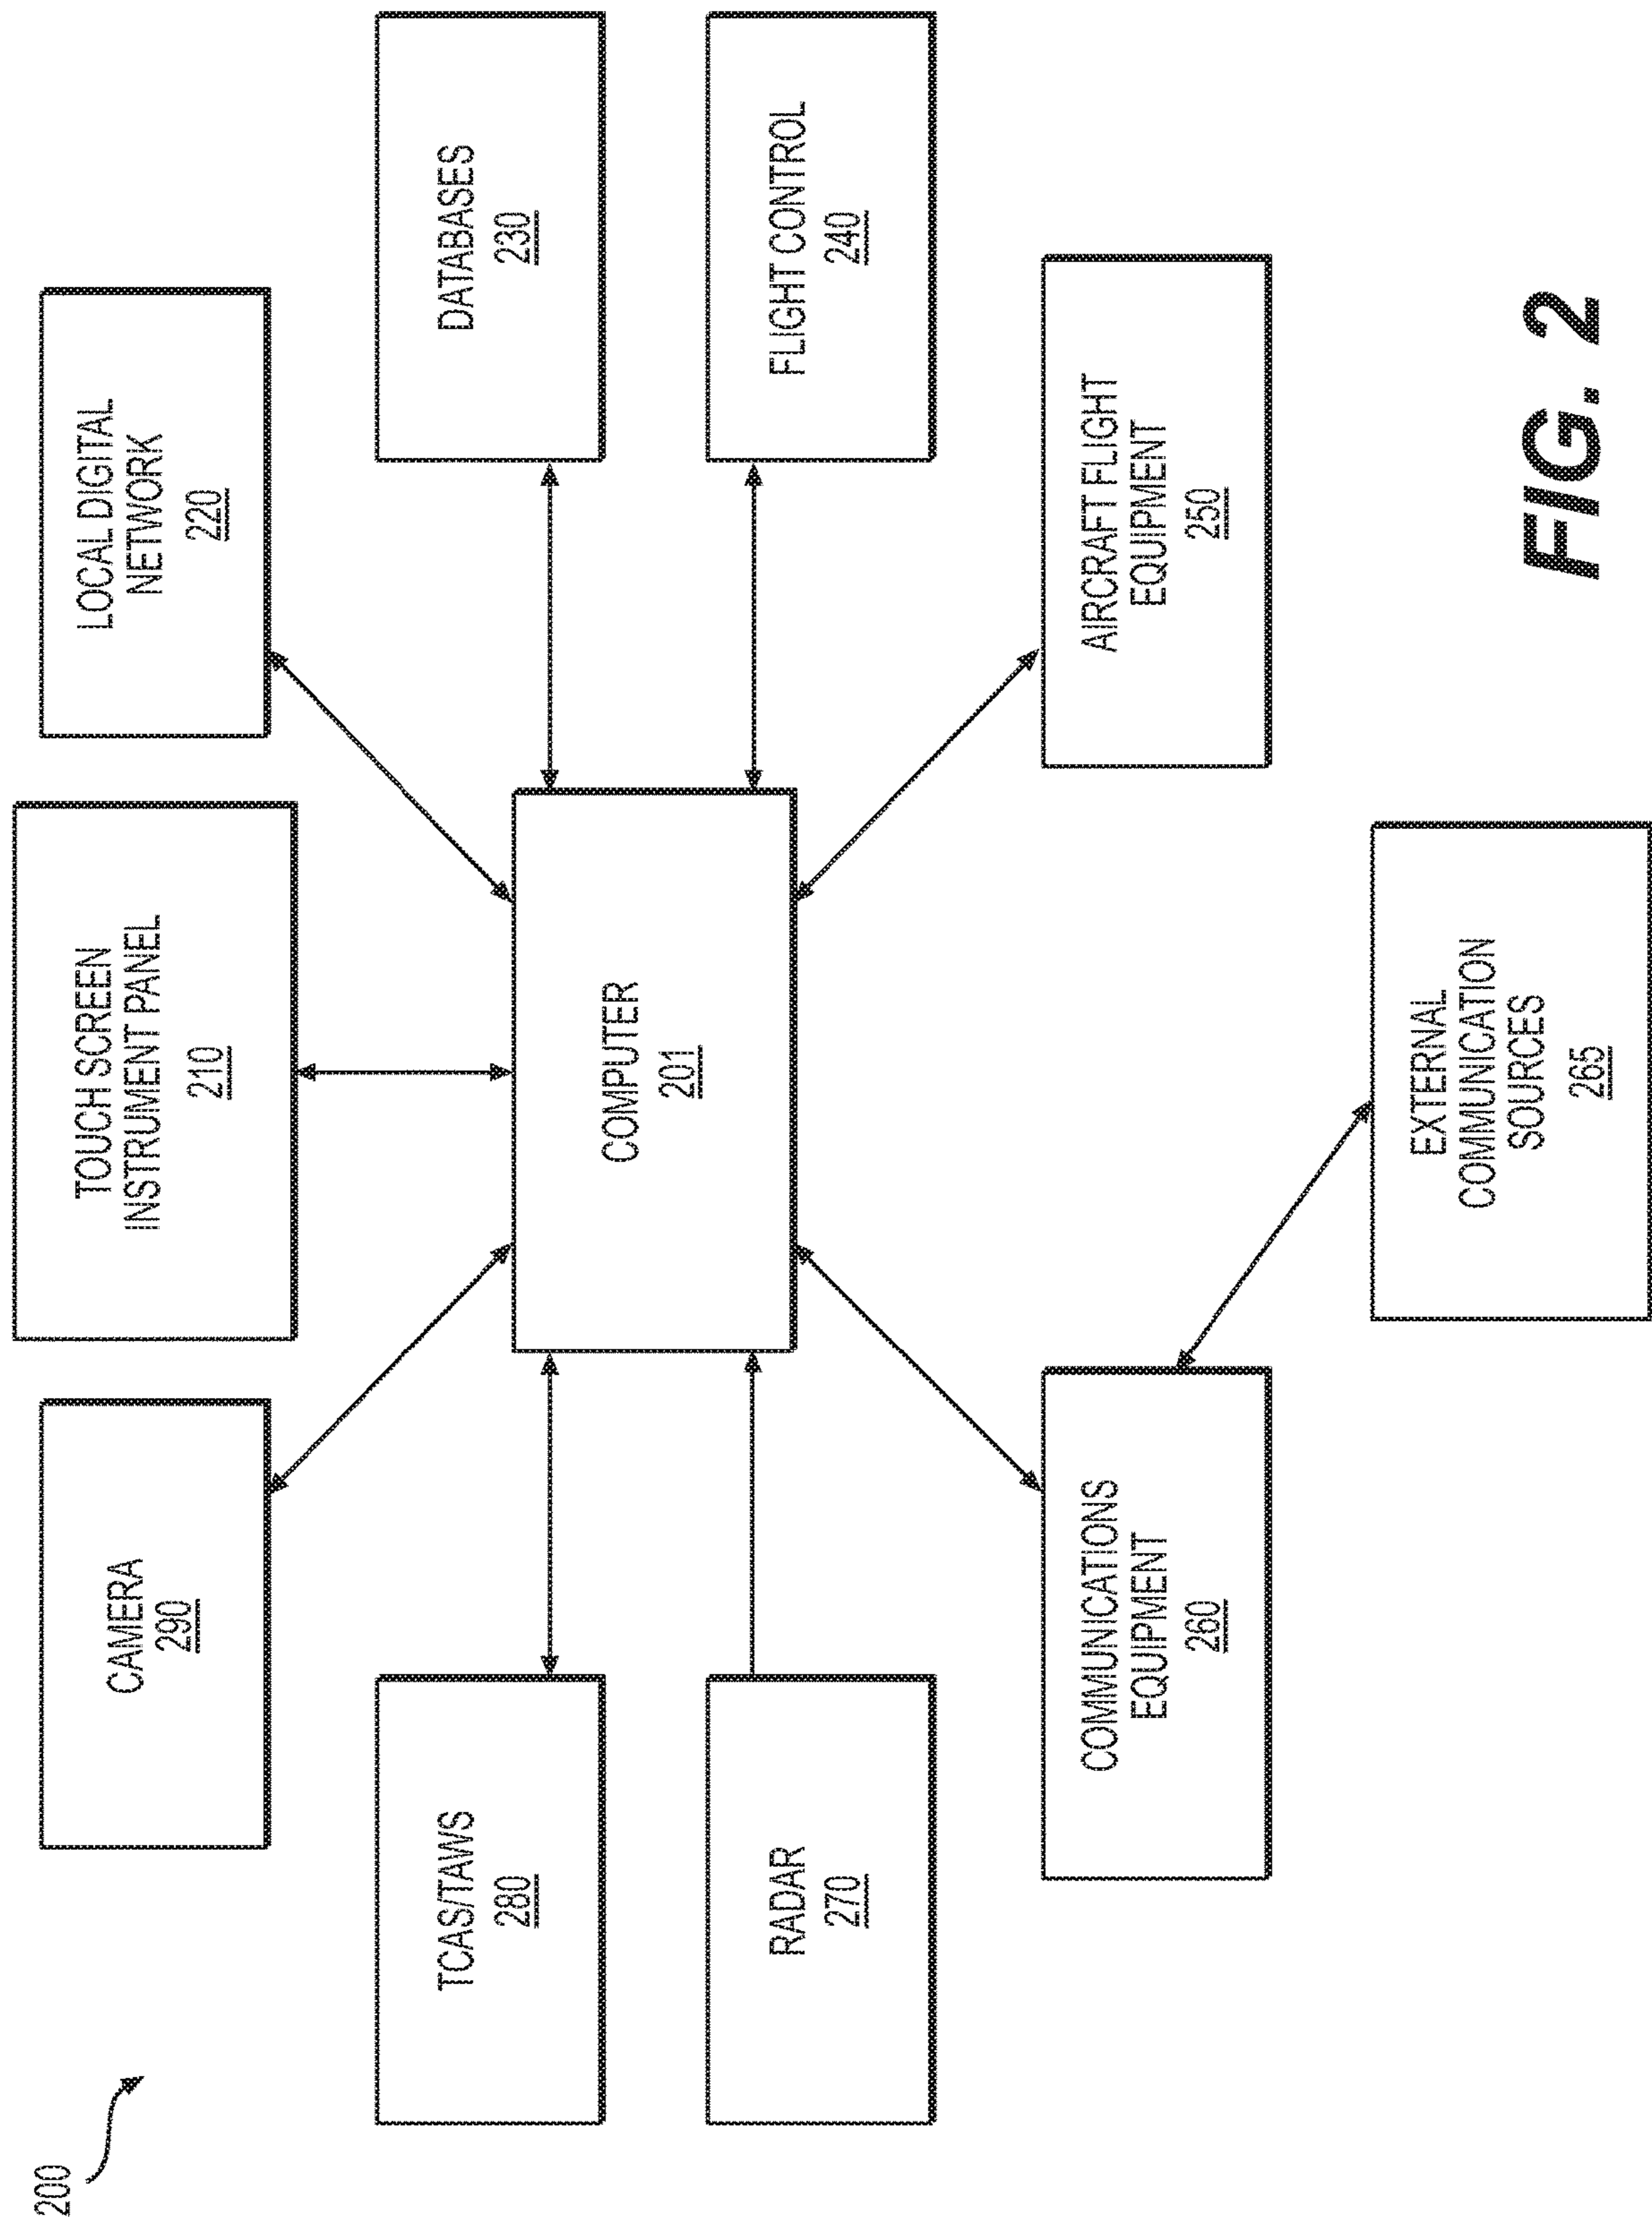 200
CAMERA
290
TOUCH SCREEN
INSTRUMENT PANEL
210
LOCAL DIGITAL
NETWORK
220
TCAS/TAWS
280
DATABASES
230
COMPUTER
201
RADAR
270
FLIGHT CONTROL
240
COMMUNICATIONS
EQUIPMENT
260
AIRCRAFT FLIGHT
EQUIPMENT
250
EXTERNAL
COMMUNICATION
SOURCES
265
FIG. 2